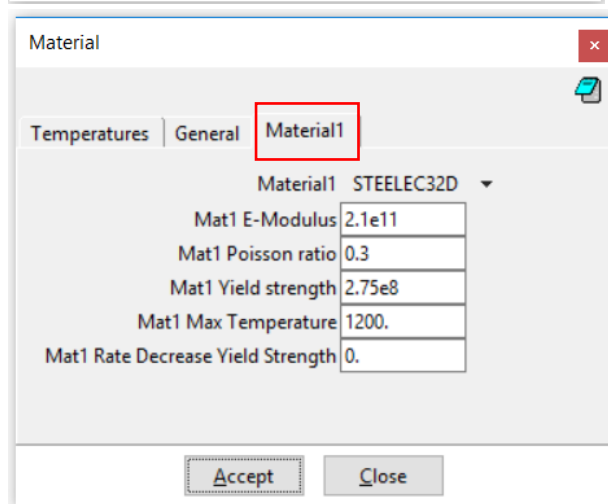 Material
Temperatures General Material1
Material1 STEELEC32D
Mat1 E-Modulus 2.1e11
Mat1 Poisson ratio 0.3
Mat1 Yield strength 2.75e8
Mat1 Max Temperature 1200.
Mat1 Rate Decrease Yield Strength 0.
Accept Close